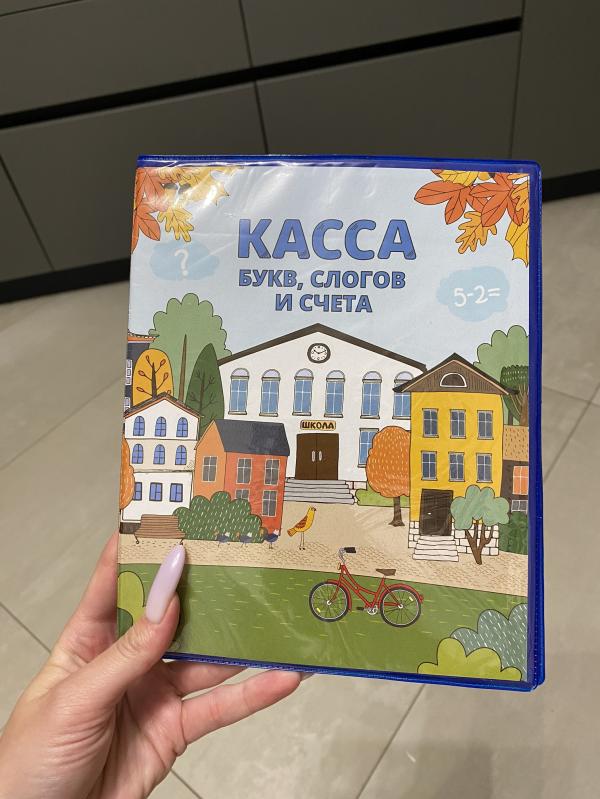 КАССА
БУКВ, СЛОГОВ
И СЧЕТА
?
5-2=
ШКОЛА